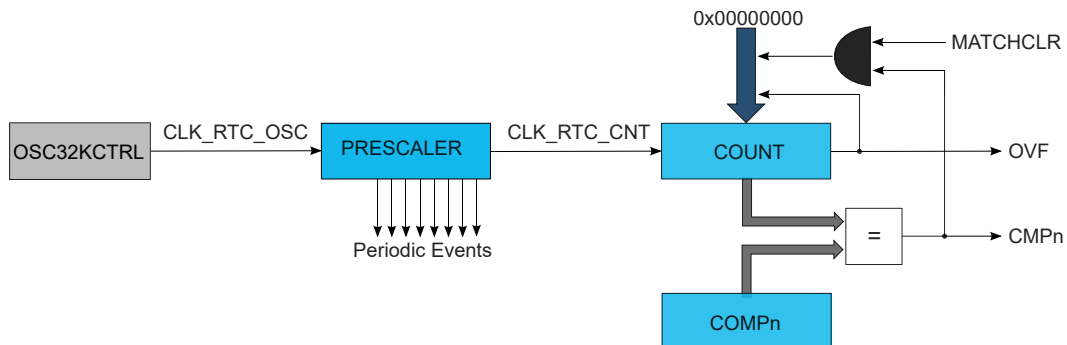 0x00000000
MATCHCLR
CLK_RTC_OSC
CLK_RTC_CNT
OSC32KCTRL
PRESCALER
COUNT
OVF
Periodic Events
=
CMPn
COMPn